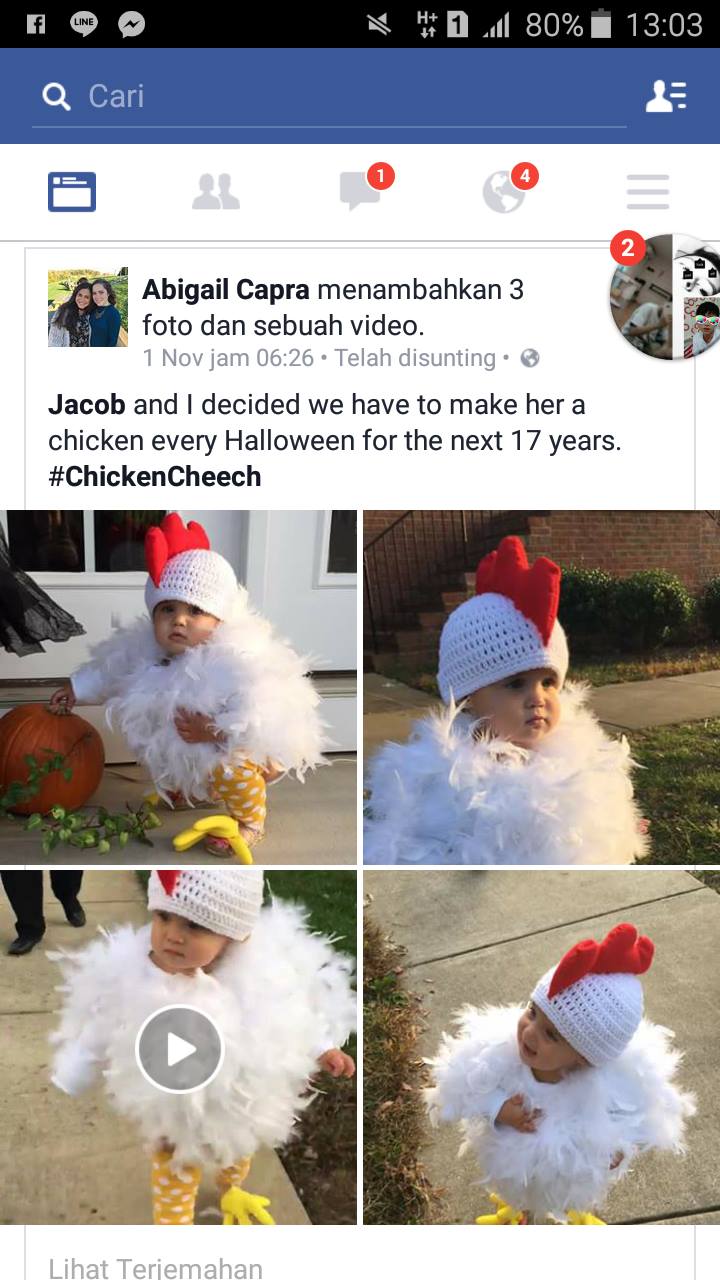 LINE
H+
1
80%
13:03
Cari
1
4
2
Abigail Capra menambahkan 3
foto dan sebuah video.
1 Nov jam 06:26 • Telah disunting •
Jacob and I decided we have to make her a
chicken every Halloween for the next 17 years.
#ChickenCheech
Lihat Terjemahan